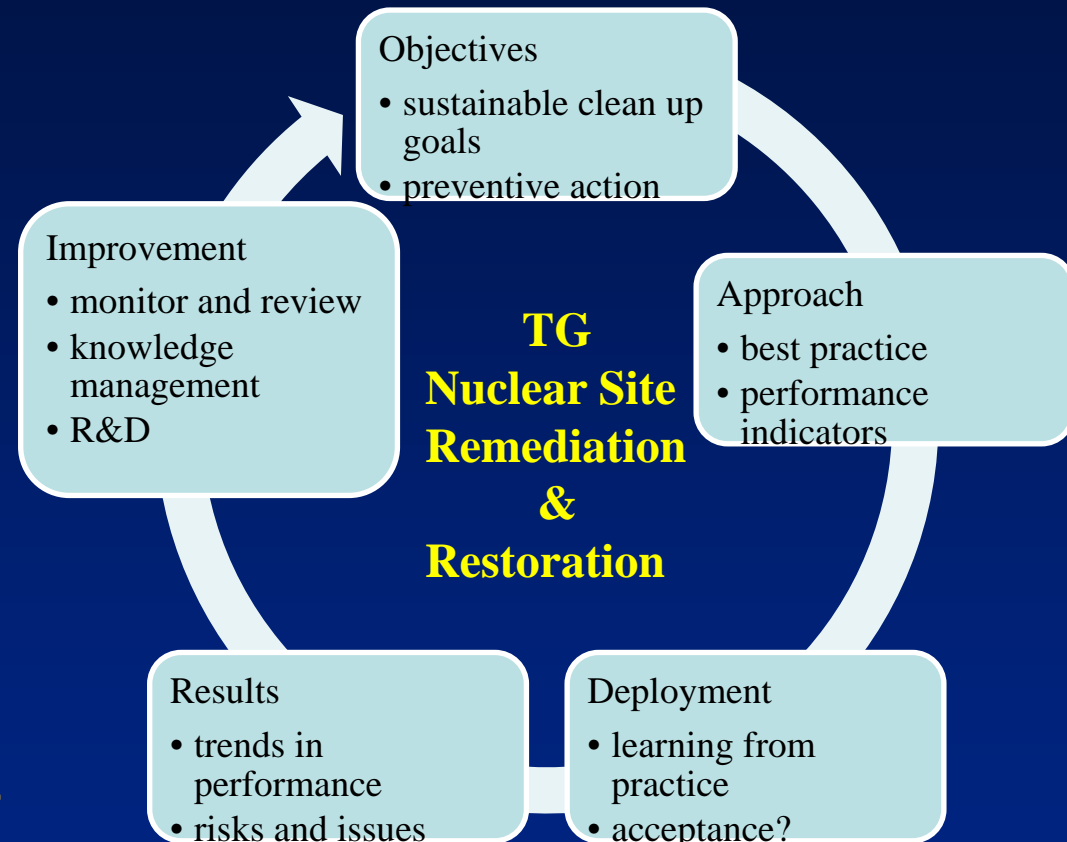 Objectives
• sustainable clean up
goals
• preventive action
Approach
• best practice
• performance
indicators
Deployment
• learning from
practice
• acceptance?
Results
• trends in
performance
• risks and issues
Improvement
• monitor and review
• knowledge
management
• R&D
TG
Nuclear Site
Remediation
&
Restoration